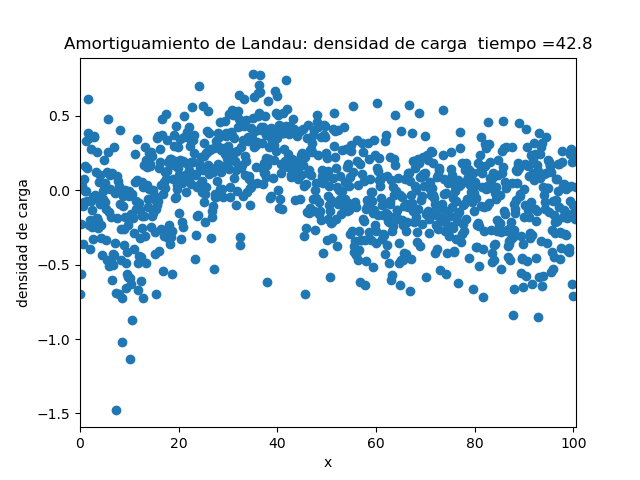 Amortiguamiento de Landau: densidad de carga  tiempo =42.8
densidad de carga
0.5
0.0
−0.5
−1.0
−1.5
0 20 40 60 80 100
x